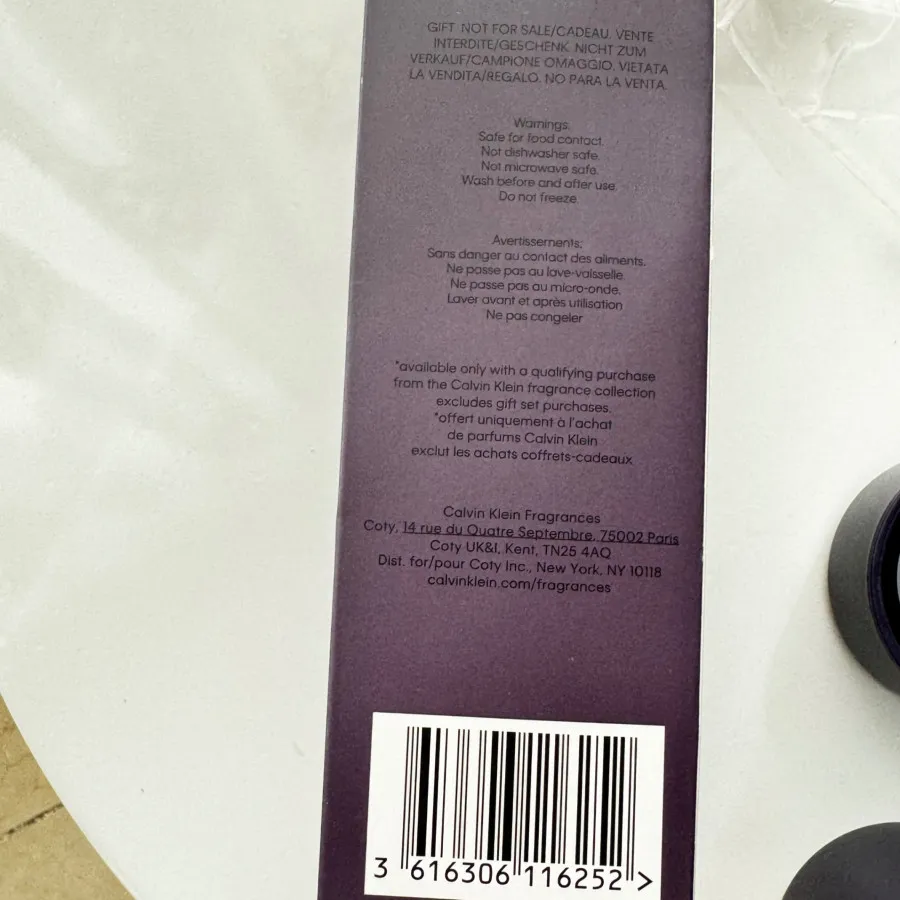 GIFT. NOT FOR SALE/CADEAU. VENTE
INTERDITE/GESCHENK. NICHT ZUM
VERKAUF/CAMPIONE OMAGGIO. VIETATA
LA VENDITA/REGALO. NO PARA LA VENTA.
Warnings:
Safe for food contact.
Not dishwasher safe.
Not microwave safe.
Wash before and after use.
Do not freeze.
Avertissements:
Sans danger au contact des aliments.
Ne passe pas au lave-vaisselle.
Ne passe pas au micro-onde.
Laver avant et après utilisation
Ne pas congeler
*available only with a qualifying purchase
from the Calvin Klein fragrance collection
excludes gift set purchases.
*offert uniquement à l'achat
de parfums Calvin Klein
exclut les achats coffrets-cadeaux
Calvin Klein Fragrances
Coty, 14 rue du Quatre Septembre, 75002 Paris
Coty UK&I, Kent, TN25 4AQ
Dist. for/pour Coty Inc., New York, NY 10118
calvinklein.com/fragrances
3 616306 116252 >